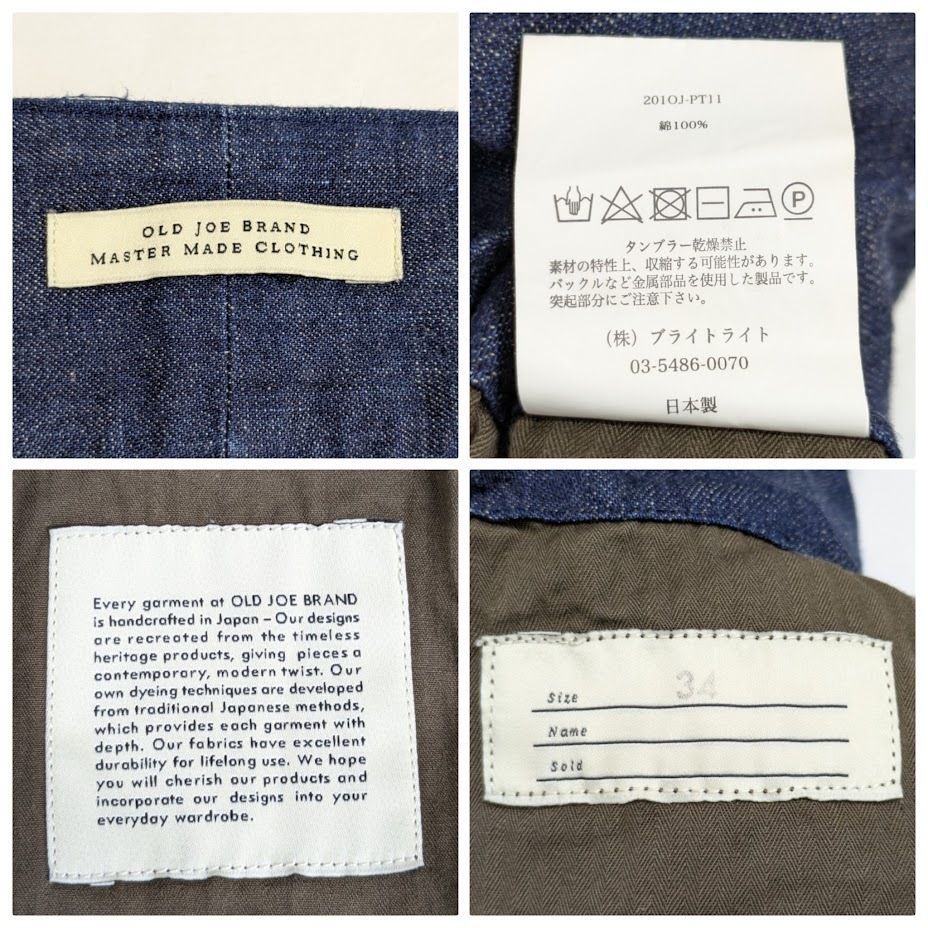 OLD JOE BRAND
MASTER MADE CLOTHING
201OJ-PT11
綿100%
P
タンブラー乾燥禁止
素材の特性上、収縮する可能性があります。
バックルなど金属部品を使用した製品です。
突起部分にご注意下さい。
(株) ブライトライト
03-5486-0070
日本製
Every garment at OLD JOE BRAND
is handcrafted in Japan – Our designs
are recreated from the timeless
heritage products, giving pieces a
contemporary, modern twist. Our
own dyeing techniques are developed
from traditional Japanese methods,
which provides each garment with
depth. Our fabrics have excellent
durability for lifelong use. We hope
you will cherish our products and
incorporate our designs into your
everyday wardrobe.
Size 34
Name
Sold